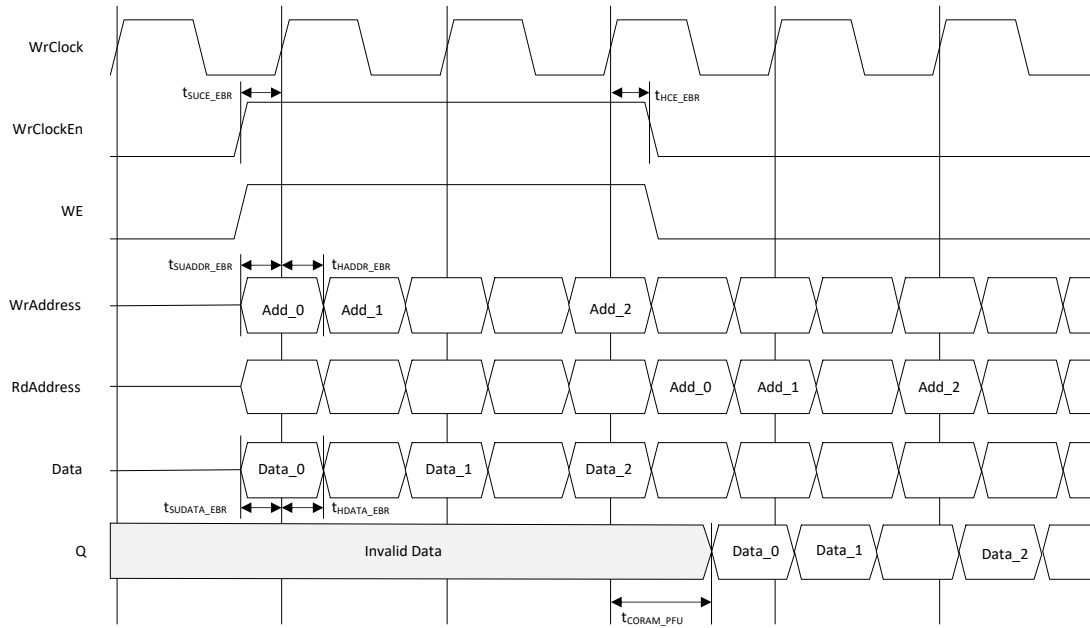 WrClock
tSUCE_EBR
tHCE_EBR
WrClockEn
WE
tSUADDR_EBR tHADDR_EBR
WrAddress Add_0 Add_1 Add_2
RdAddress Add_0 Add_1 Add_2
Data Data_0 Data_1 Data_2
tSUDATA_EBR tHDATA_EBR
Q Invalid Data Data_0 Data_1 Data_2
tCORAM_PFU